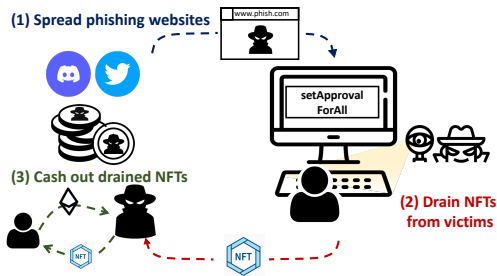 www.phish.com
(1) Spread phishing websites
setApproval
ForAll
(3) Cash out drained NFTs
(2) Drain NFTs
from victims
NFT
NFT